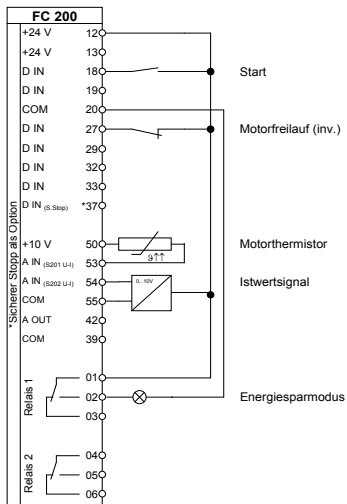 FC 200
+24 V 12
+24 V 13
D IN 18 Start
D IN 19
COM 20
D IN 27 Motorfreilauf (inv.)
D IN 29
D IN 32
D IN 33
D IN (S.Stop) *37
+10 V 50 Motorthermistor
A IN (S201 U-I) 53 ϑ↑↑
A IN (S202 U-I) 54 0...10V Istwertsignal
COM 55
A OUT 42
COM 39
*Sicherer Stopp als Option
Relais 1
01
02 Energiesparmodus
03
Relais 2
04
05
06